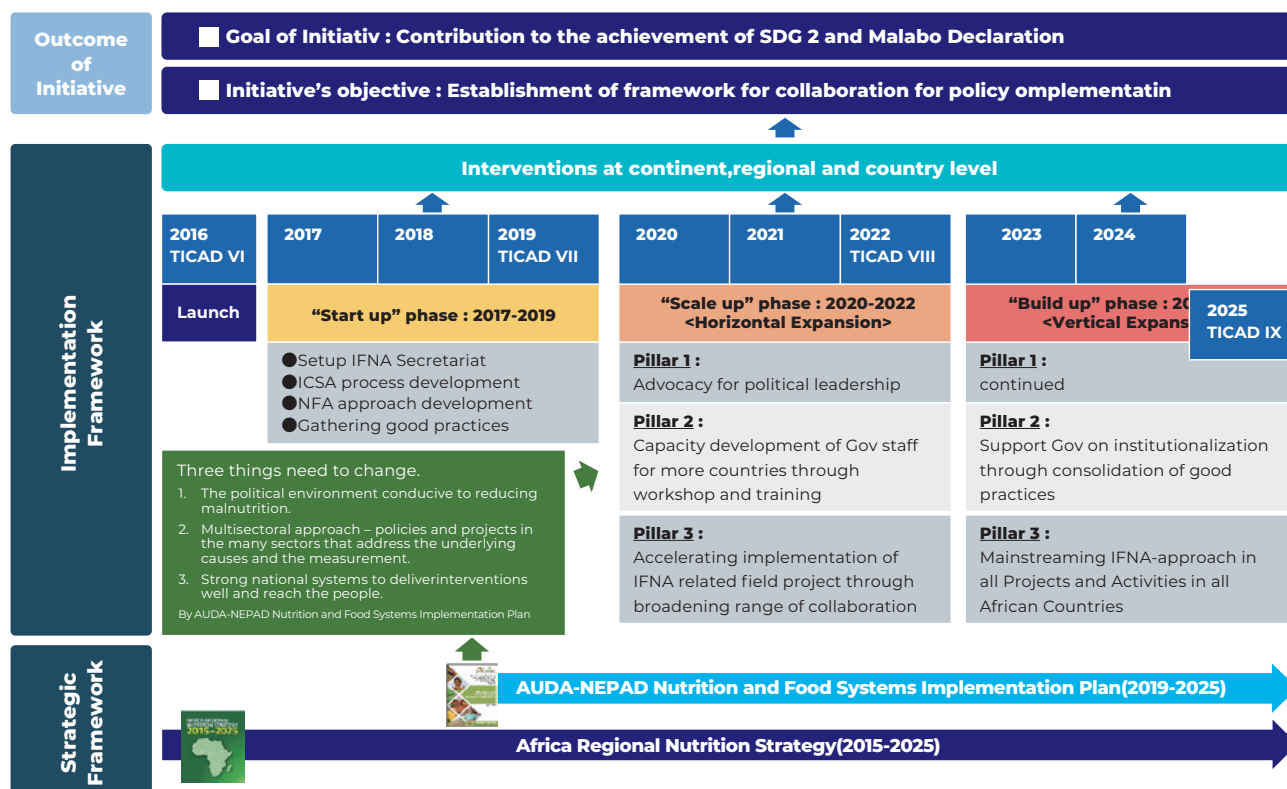 Outcome
of
Initiative
Goal of Initiativ : Contribution to the achievement of SDG 2 and Malabo Declaration
Initiative’s objective : Establishment of framework for collaboration for policy omplementatin
Implementation
Framework
Interventions at continent,regional and country level
2016
TICAD VI
2017
2018
2019
TICAD VII
2020
2021
2022
TICAD VIII
2023
2024
2025
TICAD IX
Launch
“Start up” phase : 2017-2019
“Scale up” phase : 2020-2022
<Horizontal Expansion>
“Build up” phase : 20
<Vertical Expans
●Setup IFNA Secretariat
●ICSA process development
●NFA approach development
●Gathering good practices
Pillar 1 :
Advocacy for political leadership
Pillar 2 :
Capacity development of Gov staff
for more countries through
workshop and training
Pillar 3 :
Accelerating implementation of
IFNA related field project through
broadening range of collaboration
Pillar 1 :
continued
Pillar 2 :
Support Gov on institutionalization
through consolidation of good
practices
Pillar 3 :
Mainstreaming IFNA-approach in
all Projects and Activities in all
African Countries
Three things need to change.
1. The political environment conducive to reducing
malnutrition.
2. Multisectoral approach – policies and projects in
the many sectors that address the underlying
causes and the measurement.
3. Strong national systems to deliverinterventions
well and reach the people.
By AUDA-NEPAD Nutrition and Food Systems Implementation Plan
Strategic
Framework
AUDA-NEPAD Nutrition and Food Systems Implementation Plan(2019-2025)
AFRICA REGIONAL
NUTRITION STRATEGY
2015-2025
Africa Regional Nutrition Strategy(2015-2025)